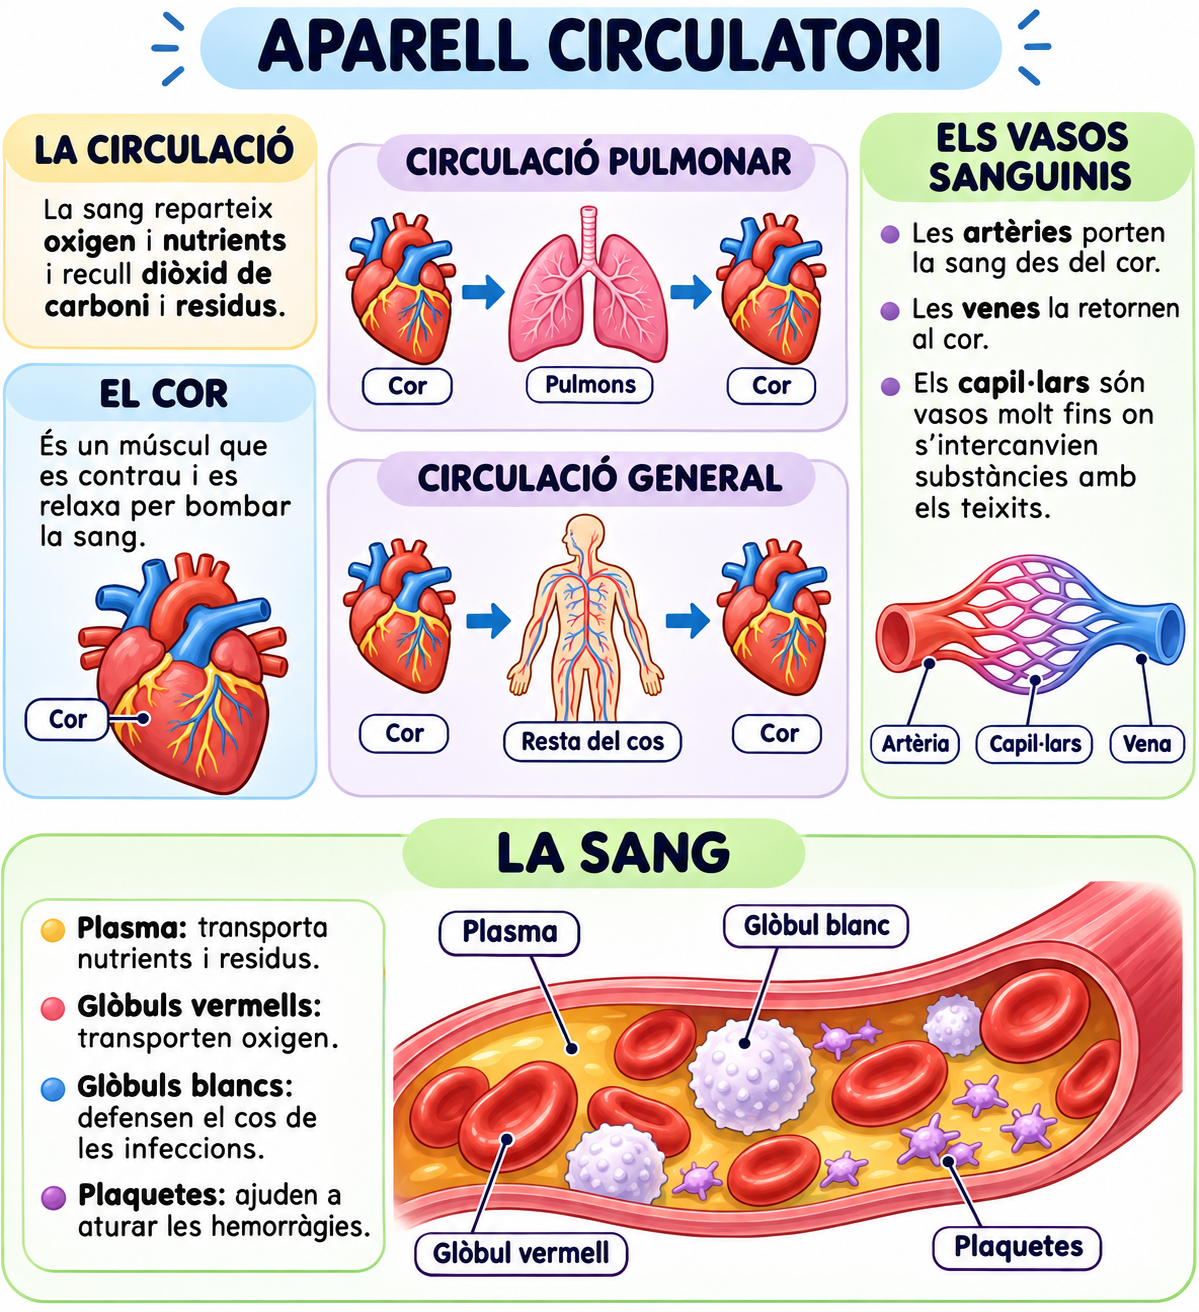 APARELL CIRCULATORI
LA CIRCULACIÓ
La sang reparteix
oxigen i nutrients
i recull diòxid de
carboni i residus.
EL COR
És un múscul que
es contrau i es
relaxa per bombar
la sang.
Cor
CIRCULACIÓ PULMONAR
Cor
Pulmons
Cor
CIRCULACIÓ GENERAL
Cor
Resta del cos
Cor
ELS VASOS
SANGUINIS
Les artèries porten
la sang des del cor.
Les venes la retornen
al cor.
Els capil·lars són
vasos molt fins on
s'intercanvien
substàncies amb
els teixits.
Artèria
Capil·lars
Vena
LA SANG
Plasma: transporta
nutrients i residus.
Glòbuls vermells:
transporten oxigen.
Glòbuls blancs:
defensen el cos de
les infeccions.
Plaquetes: ajuden a
aturar les hemorràgies.
Plasma
Glòbul blanc
Glòbul vermell
Plaquetes